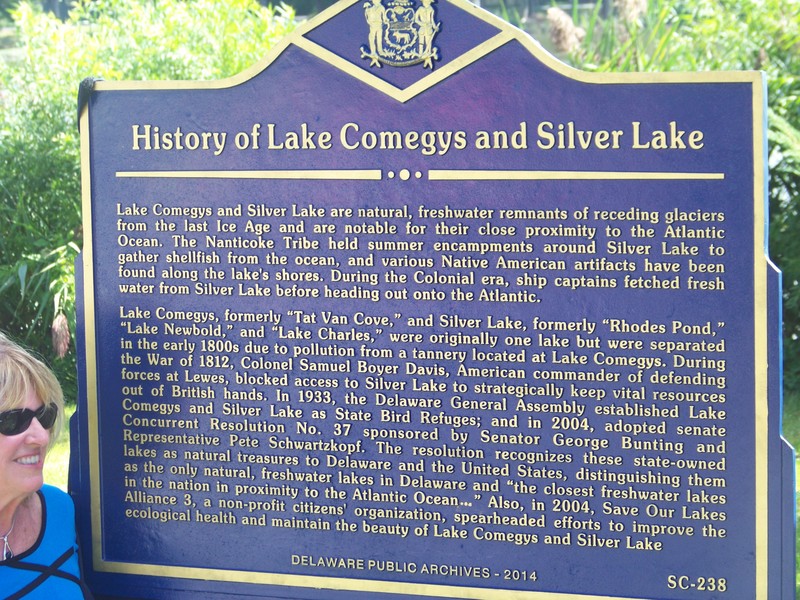 History of Lake Comegys and Silver Lake
Lake Comegys and Silver Lake are natural, freshwater remnants of receding glaciers
from the last Ice Age and are notable for their close proximity to the Atlantic
Ocean. The Nanticoke Tribe held summer encampments around Silver Lake to
gather shellfish from the ocean, and various Native American artifacts have been
found along the lake's shores. During the Colonial era, ship captains fetched fresh
water from Silver Lake before heading out onto the Atlantic.
Lake Comegys, formerly "Tat Van Cove," and Silver Lake, formerly "Rhodes Pond,"
"Lake Newbold," and "Lake Charles," were originally one lake but were separated
in the early 1800s due to pollution from a tannery located at Lake Comegys. During
the War of 1812, Colonel Samuel Boyer Davis, American commander of defending
forces at Lewes, blocked access to Silver Lake to strategically keep vital resources
out of British hands. In 1933, the Delaware General Assembly established Lake
Comegys and Silver Lake as State Bird Refuges; and in 2004, adopted senate
Concurrent Resolution No. 37 sponsored by Senator George Bunting and
Representative Pete Schwartzkopf. The resolution recognizes these state-owned
lakes as natural treasures to Delaware and the United States, distinguishing them
as the only natural, freshwater lakes in Delaware and "the closest freshwater lakes
in the nation in proximity to the Atlantic Ocean..." Also, in 2004, Save Our Lakes
Alliance 3, a non-profit citizens' organization, spearheaded efforts to improve the
ecological health and maintain the beauty of Lake Comegys and Silver Lake
DELAWARE PUBLIC ARCHIVES - 2014
SC-238